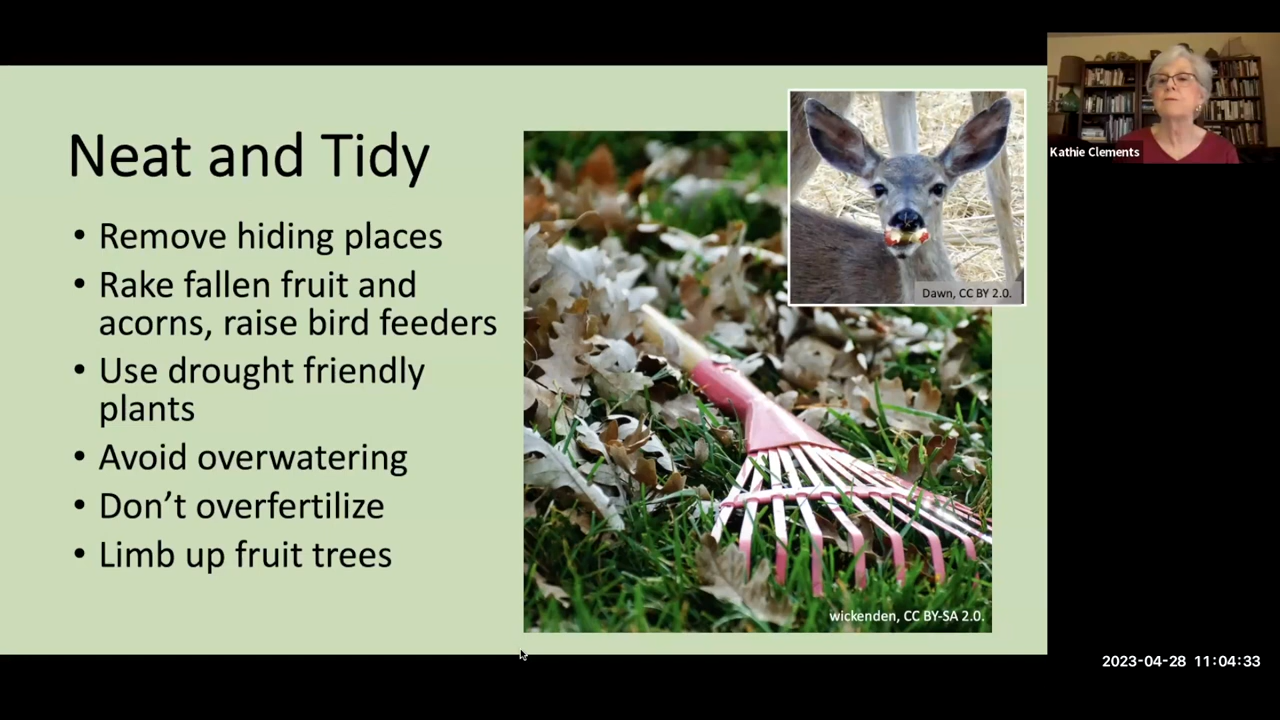 Neat and Tidy
• Remove hiding places
• Rake fallen fruit and
acorns, raise bird feeders
• Use drought friendly
plants
• Avoid overwatering
• Don’t overfertilize
• Limb up fruit trees
Dawn, CC BY 2.0.
wickenden, CC BY-SA 2.0.
Kathie Clements
2023-04-28 11:04:33